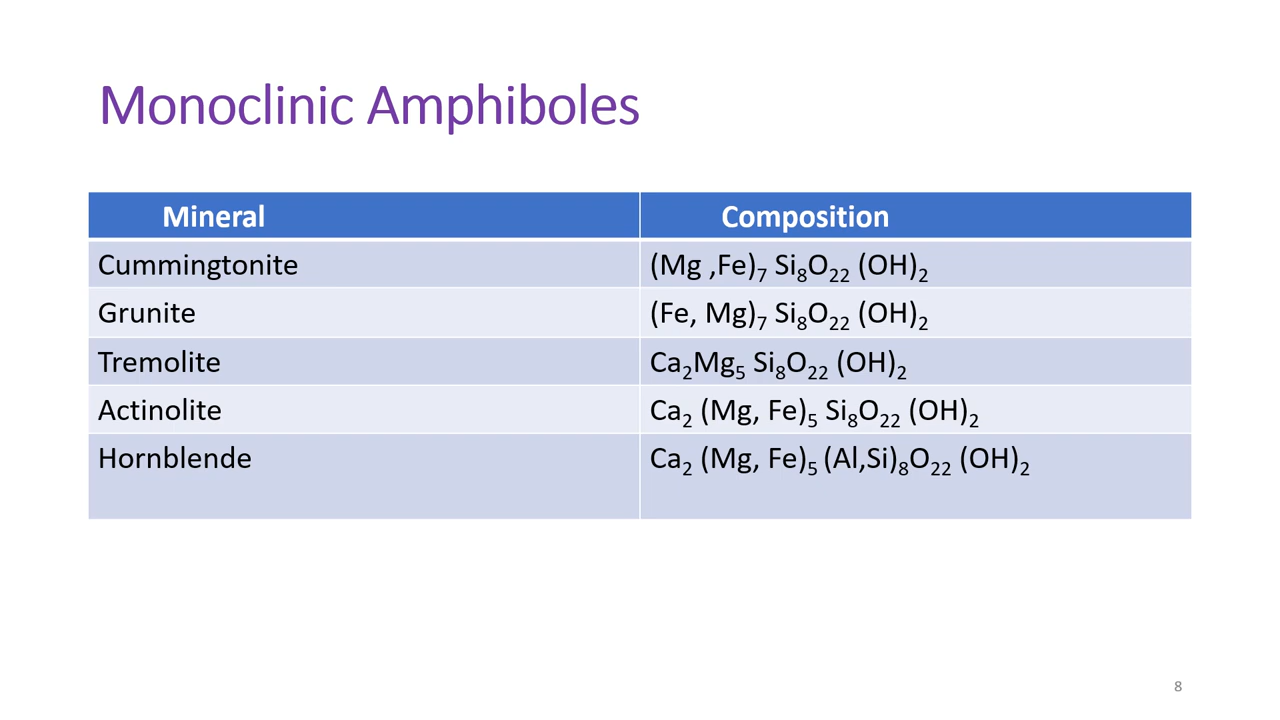 Monoclinic Amphiboles
Mineral Composition
Cummingtonite (Mg ,Fe)₇ Si₈O₂₂ (OH)₂
Grunite (Fe, Mg)₇ Si₈O₂₂ (OH)₂
Tremolite Ca₂Mg₅ Si₈O₂₂ (OH)₂
Actinolite Ca₂ (Mg, Fe)₅ Si₈O₂₂ (OH)₂
Hornblende Ca₂ (Mg, Fe)₅ (Al,Si)₈O₂₂ (OH)₂
8